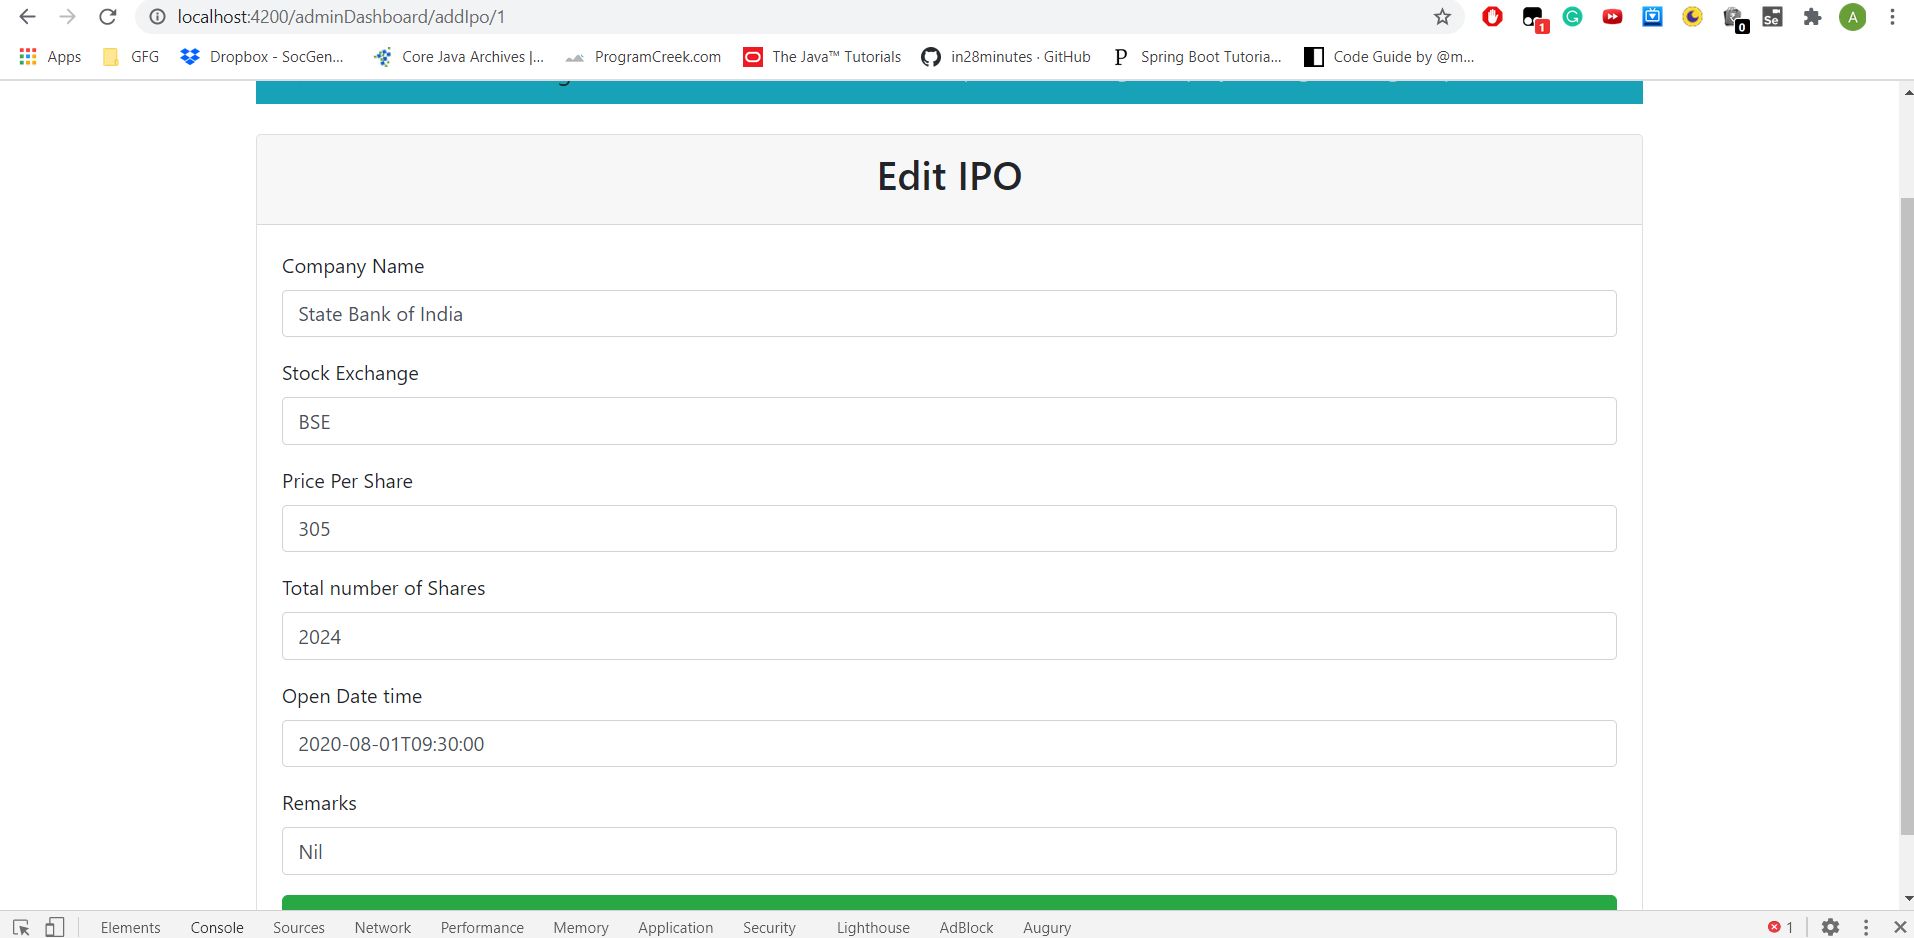 localhost:4200/adminDashboard/addIpo/1
1
0
Se
A
Apps GFG Dropbox - SocGen... Core Java Archives |... ProgramCreek.com The Java™ Tutorials in28minutes · GitHub P Spring Boot Tutoria... Code Guide by @m...
Edit IPO
Company Name
State Bank of India
Stock Exchange
BSE
Price Per Share
305
Total number of Shares
2024
Open Date time
2020-08-01T09:30:00
Remarks
Nil
Elements Console Sources Network Performance Memory Application Security Lighthouse AdBlock Augury 1